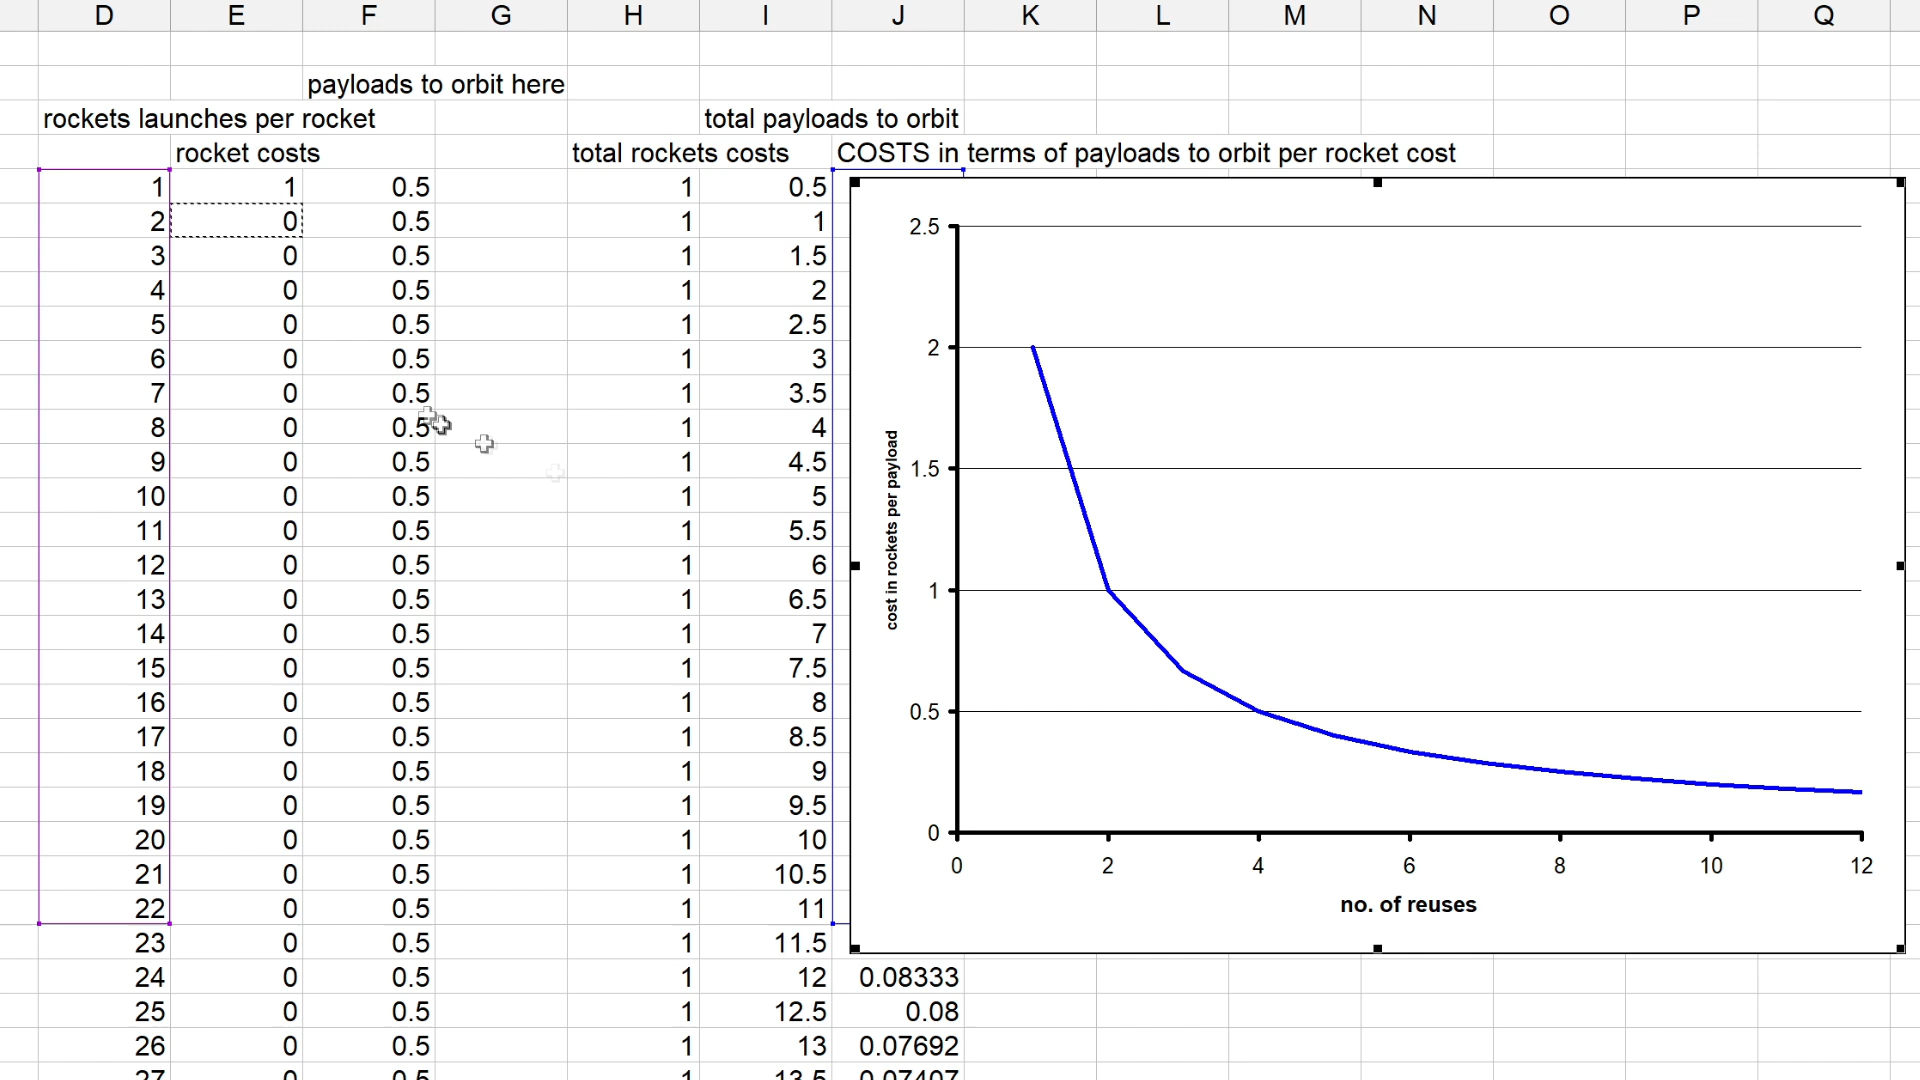 D E F G H I J K L M N O P Q
payloads to orbit here
rockets launches per rocket total payloads to orbit
rocket costs total rockets costs COSTS in terms of payloads to orbit per rocket cost
1 1 0.5 1 0.5
2 0 0.5 1 1
3 0 0.5 1 1.5
4 0 0.5 1 2
5 0 0.5 1 2.5
6 0 0.5 1 3
7 0 0.5 1 3.5
8 0 0.5 1 4
9 0 0.5 1 4.5
10 0 0.5 1 5
11 0 0.5 1 5.5
12 0 0.5 1 6
13 0 0.5 1 6.5
14 0 0.5 1 7
15 0 0.5 1 7.5
16 0 0.5 1 8
17 0 0.5 1 8.5
18 0 0.5 1 9
19 0 0.5 1 9.5
20 0 0.5 1 10
21 0 0.5 1 10.5
22 0 0.5 1 11
23 0 0.5 1 11.5
24 0 0.5 1 12 0.08333
25 0 0.5 1 12.5 0.08
26 0 0.5 1 13 0.07692
27 0 0.5 1 13.5 0.07407
cost in rockets per payload
2.5
2
1.5
1
0.5
0
0 2 4 6 8 10 12
no. of reuses